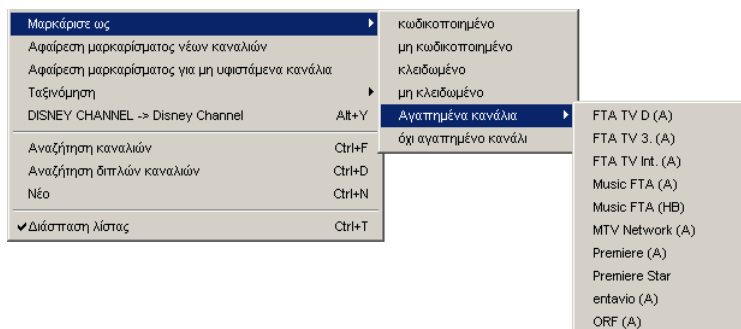 Μαρκάρισε ως
Αφαίρεση μαρκαρίσματος νέων καναλιών
Αφαίρεση μαρκαρίσματος για μη υφιστάμενα κανάλια
Ταξινόμηση
DISNEY CHANNEL -> Disney Channel Alt+Y
Αναζήτηση καναλιών Ctrl+F
Αναζήτηση διπλών καναλιών Ctrl+D
Νέο Ctrl+N
✔Διάσπαση λίστας Ctrl+T
κωδικοποιημένο
μη κωδικοποιημένο
κλειδωμένο
μη κλειδωμένο
Αγαπημένα κανάλια
όχι αγαπημένο κανάλι
FTA TV D (A)
FTA TV 3. (A)
FTA TV Int. (A)
Music FTA (A)
Music FTA (HB)
MTV Network (A)
Premiere (A)
Premiere Star
entavio (A)
ORF (A)